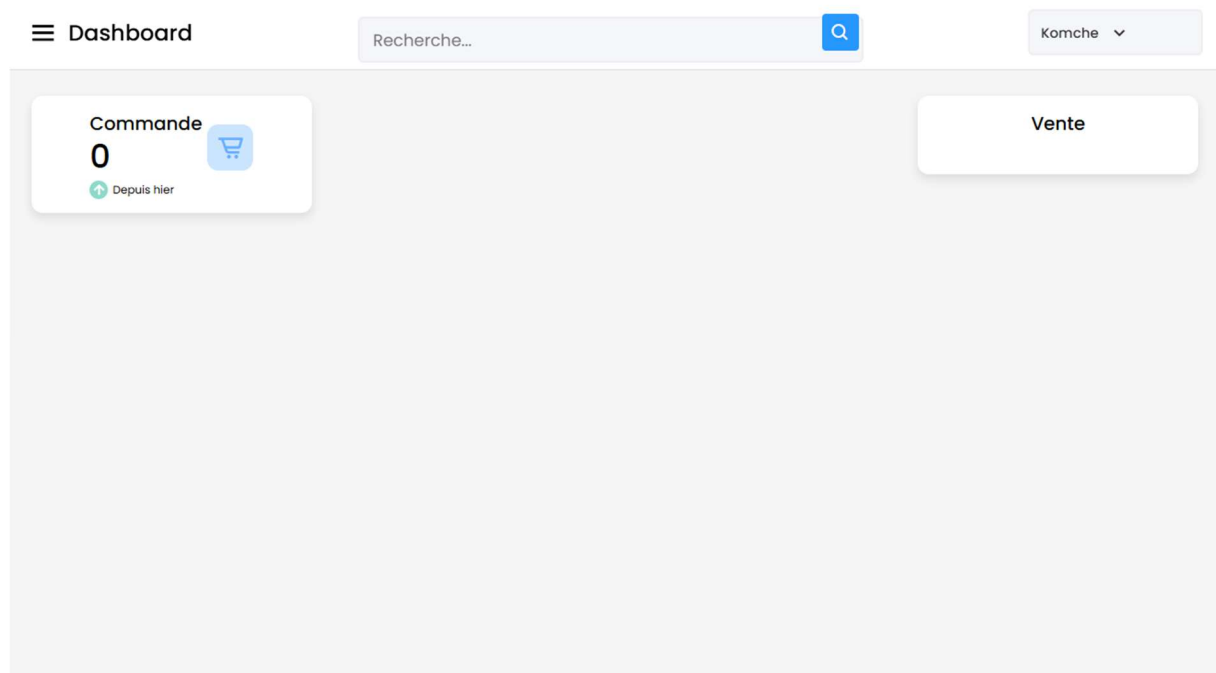 Dashboard
Recherche...
Komche
Commande
0
Depuis hier
Vente